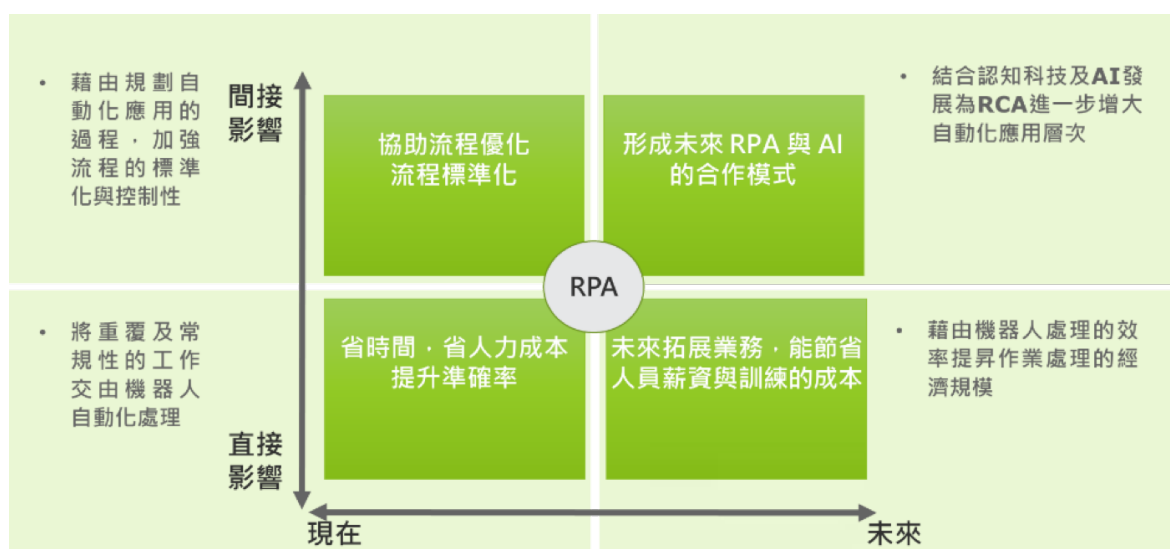 • 藉由規劃自
動化應用的
過程，加強
流程的標準
化與控制性
間接
影響
協助流程優化
流程標準化
形成未來 RPA 與 AI
的合作模式
• 結合認知科技及AI發
展為RCA進一步增大
自動化應用層次
RPA
• 將重覆及常
規性的工作
交由機器人
自動化處理
直接
影響
省時間，省人力成本
提升準確率
未來拓展業務，能節省
人員薪資與訓練的成本
• 藉由機器人處理的效
率提昇作業處理的經
濟規模
現在
未來